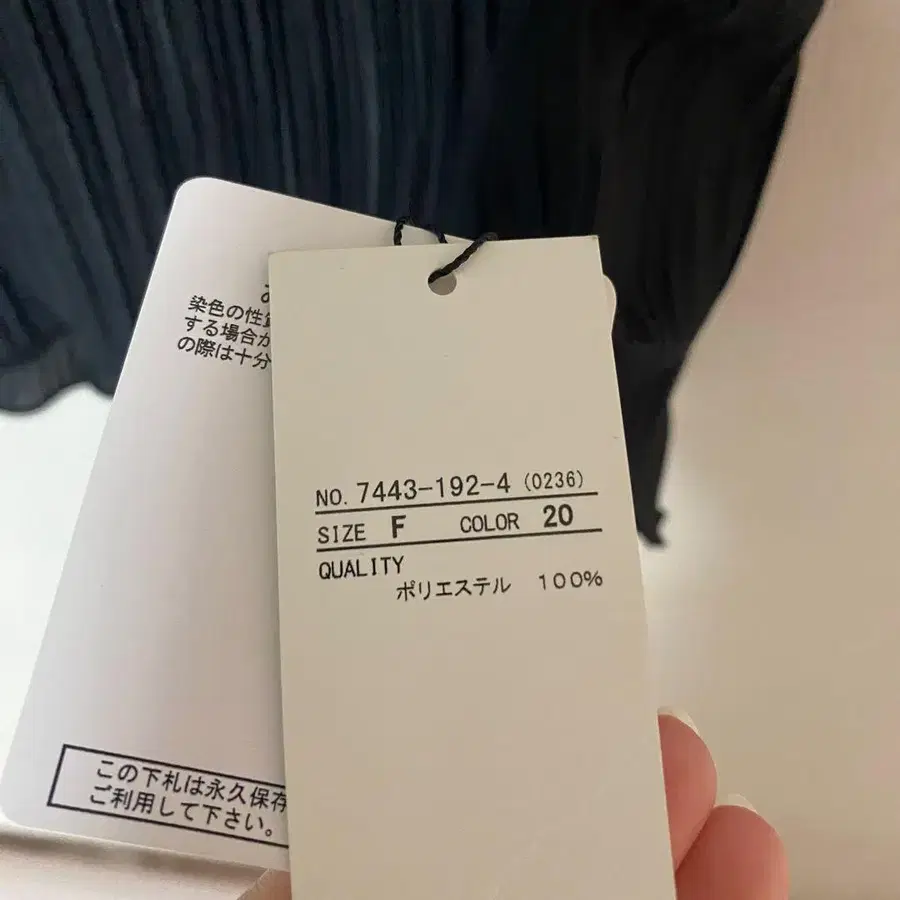 染色の性
する場合が
の際は十分
この下札は永久保存
ご利用して下さい。
NO. 7443-192-4 (0236)
SIZE F COLOR 20
QUALITY
ポリエステル 100%